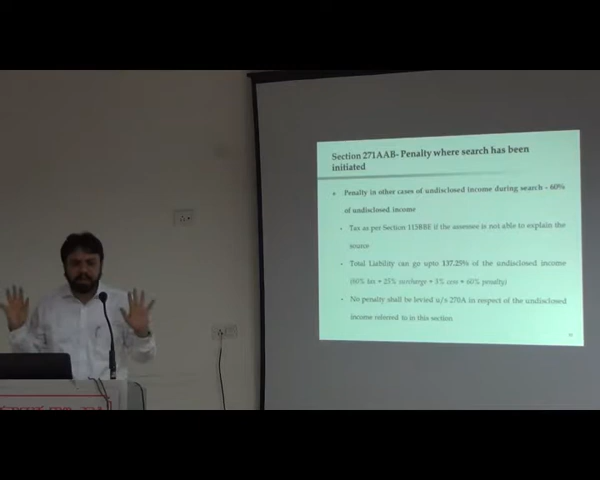 Section 271AAB- Penalty where search has been
initiated
Penalty in other cases of undisclosed income during search - 60%
of undisclosed income
Tax as per Section 115BBE if the assessee is not able to explain the
source
Total Liability can go upto 137.25% of the undisclosed income
(60% tax + 25% surcharge + 3% cess + 60% penalty)
No penalty shall be levied u/s 270A in respect of the undisclosed
income referred to in this section.